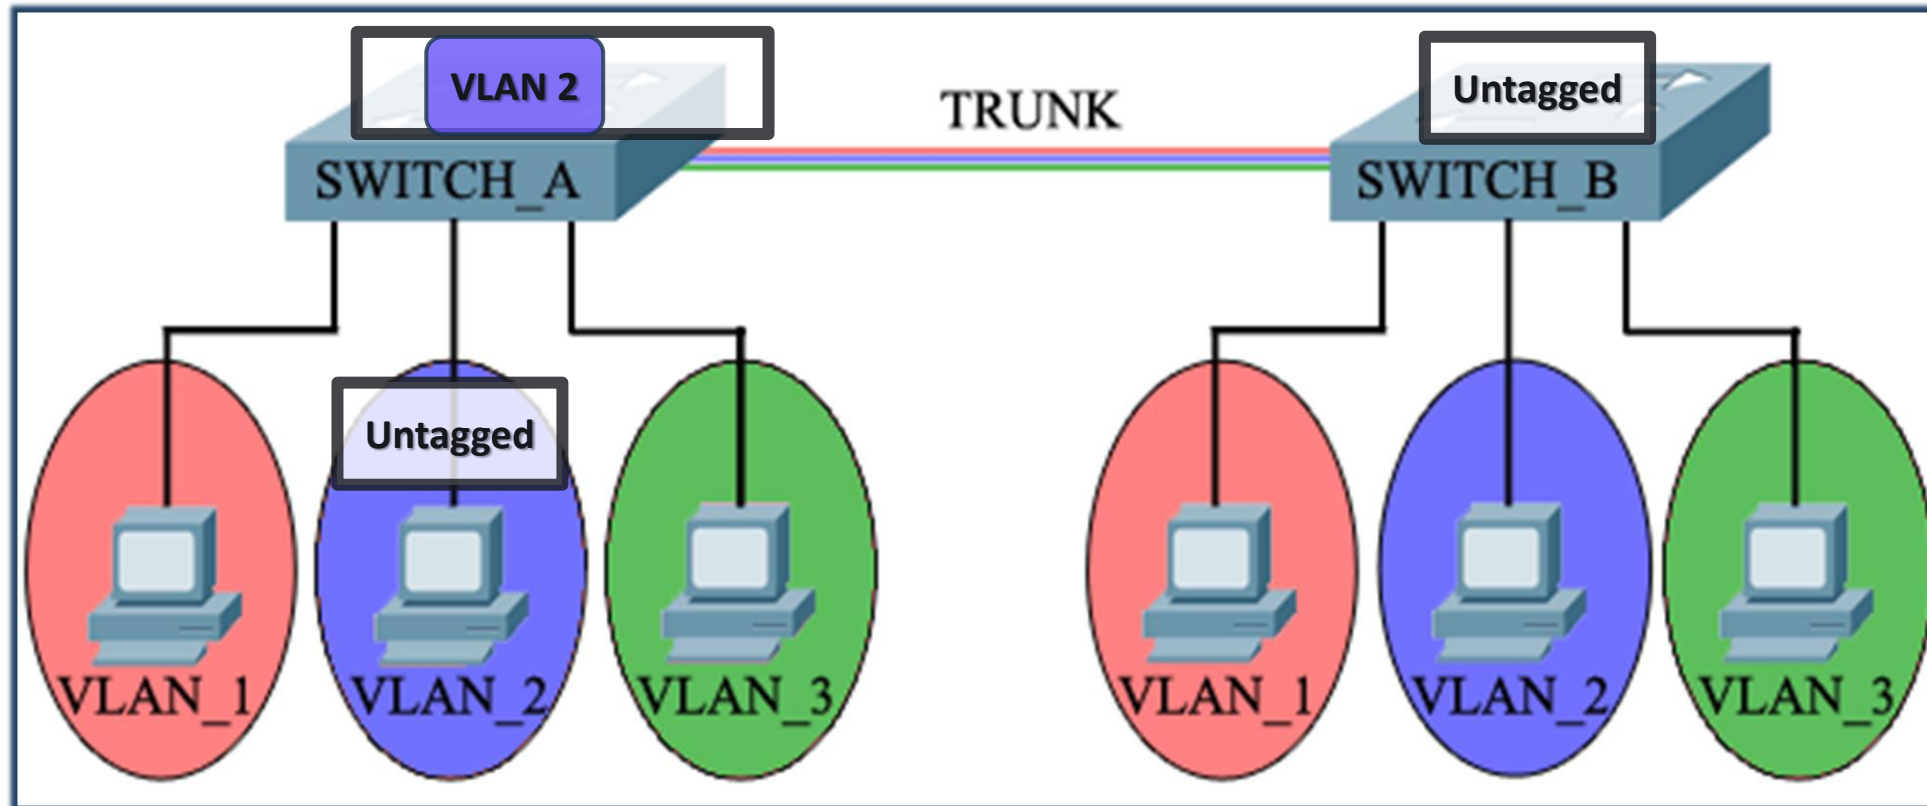 VLAN 2
Untagged
TRUNK
SWITCH_A
SWITCH_B
Untagged
VLAN_1
VLAN_2
VLAN_3
VLAN_1
VLAN_2
VLAN_3